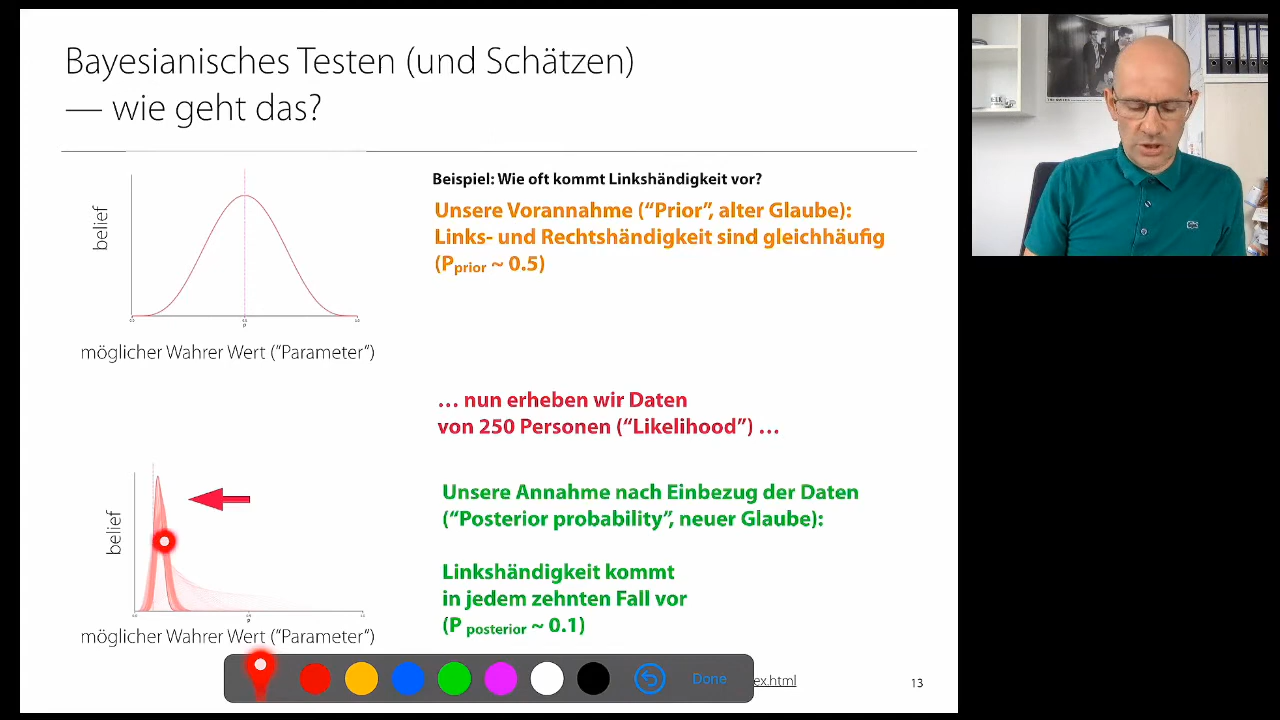 Bayesianisches Testen (und Schätzen)
— wie geht das?
Beispiel: Wie oft kommt Linkshändigkeit vor?
Unsere Vorannahme (“Prior”, alter Glaube):
Links- und Rechtshändigkeit sind gleichhäufig
(Pprior ~ 0.5)
belief
möglicher Wahrer Wert (“Parameter”)
… nun erheben wir Daten
von 250 Personen (“Likelihood”) …
Unsere Annahme nach Einbezug der Daten
(“Posterior probability”, neuer Glaube):
Linkshändigkeit kommt
in jedem zehnten Fall vor
(P posterior ~ 0.1)
belief
möglicher Wahrer Wert (“Parameter”)
Done
ex.html
13